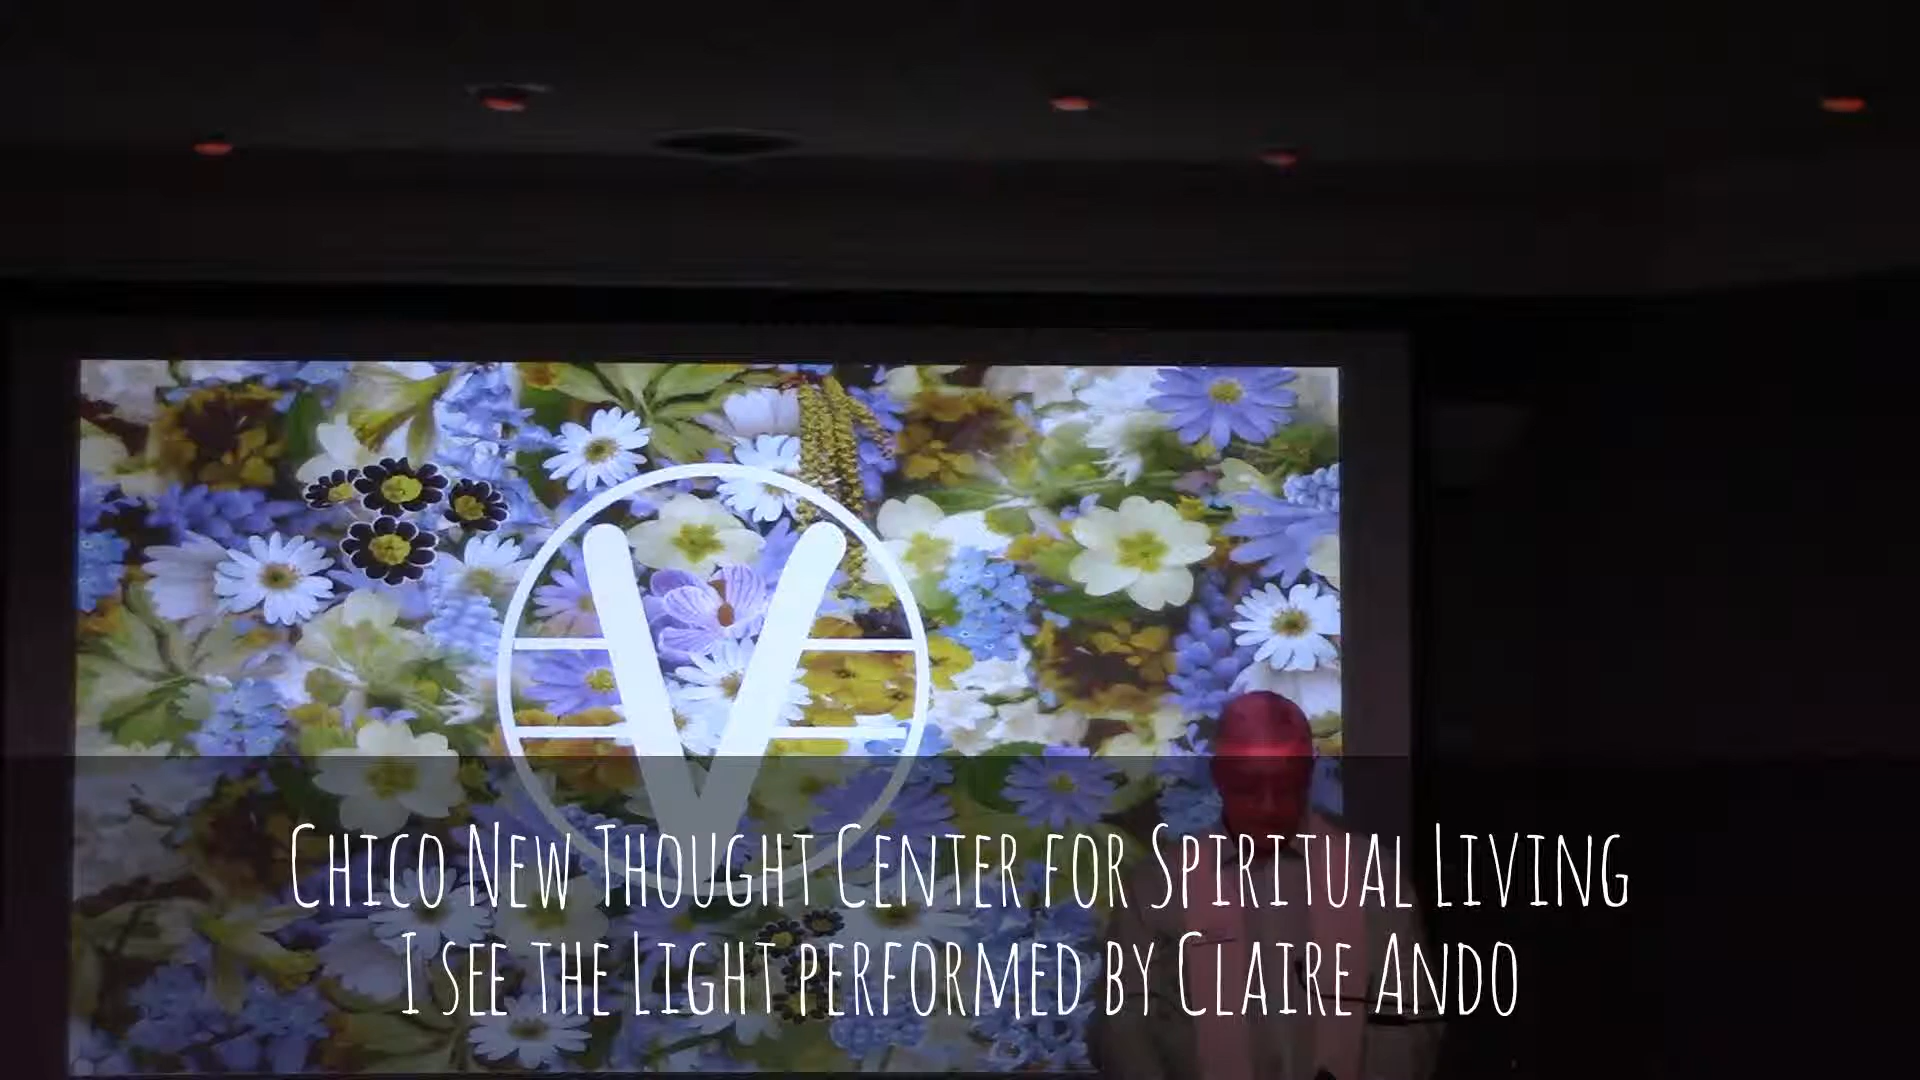 V
Chico New Thought Center for Spiritual Living
I see the Light performed by Claire Ando